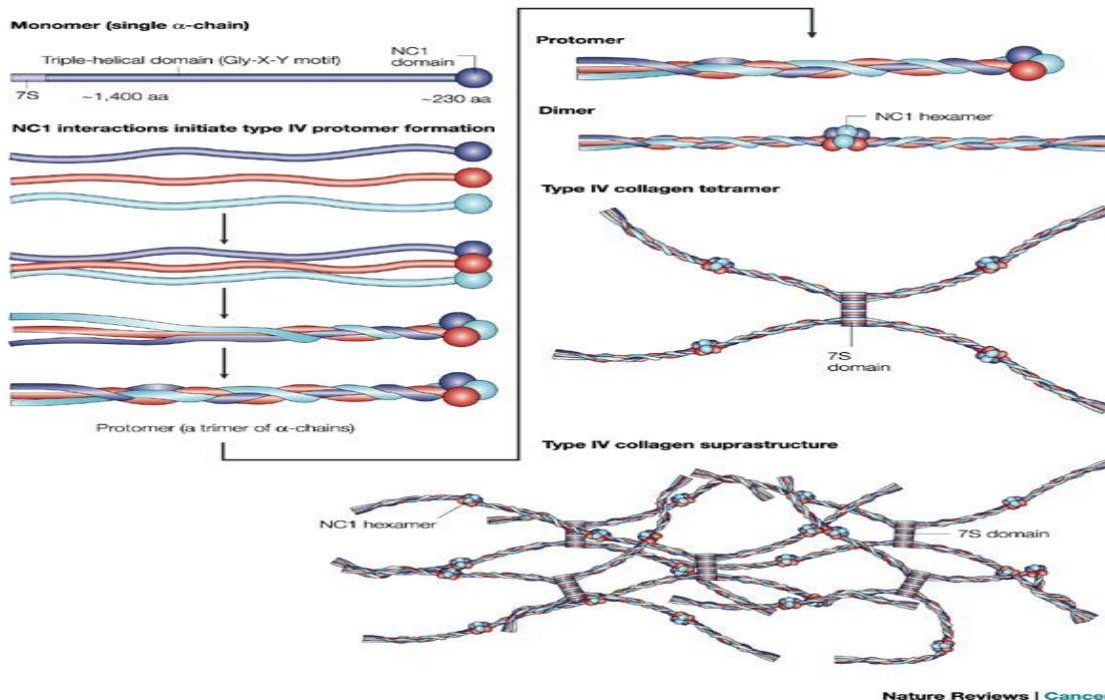 Monomer (single α-chain)
Triple-helical domain (Gly-X-Y motif)
NC1
domain
7S
~1,400 aa
~230 aa
NC1 interactions initiate type IV protomer formation
Protomer (a trimer of α-chains)
Protomer
Dimer
NC1 hexamer
Type IV collagen tetramer
7S
domain
Type IV collagen suprastructure
NC1 hexamer
7S domain
Nature Reviews | Cancer